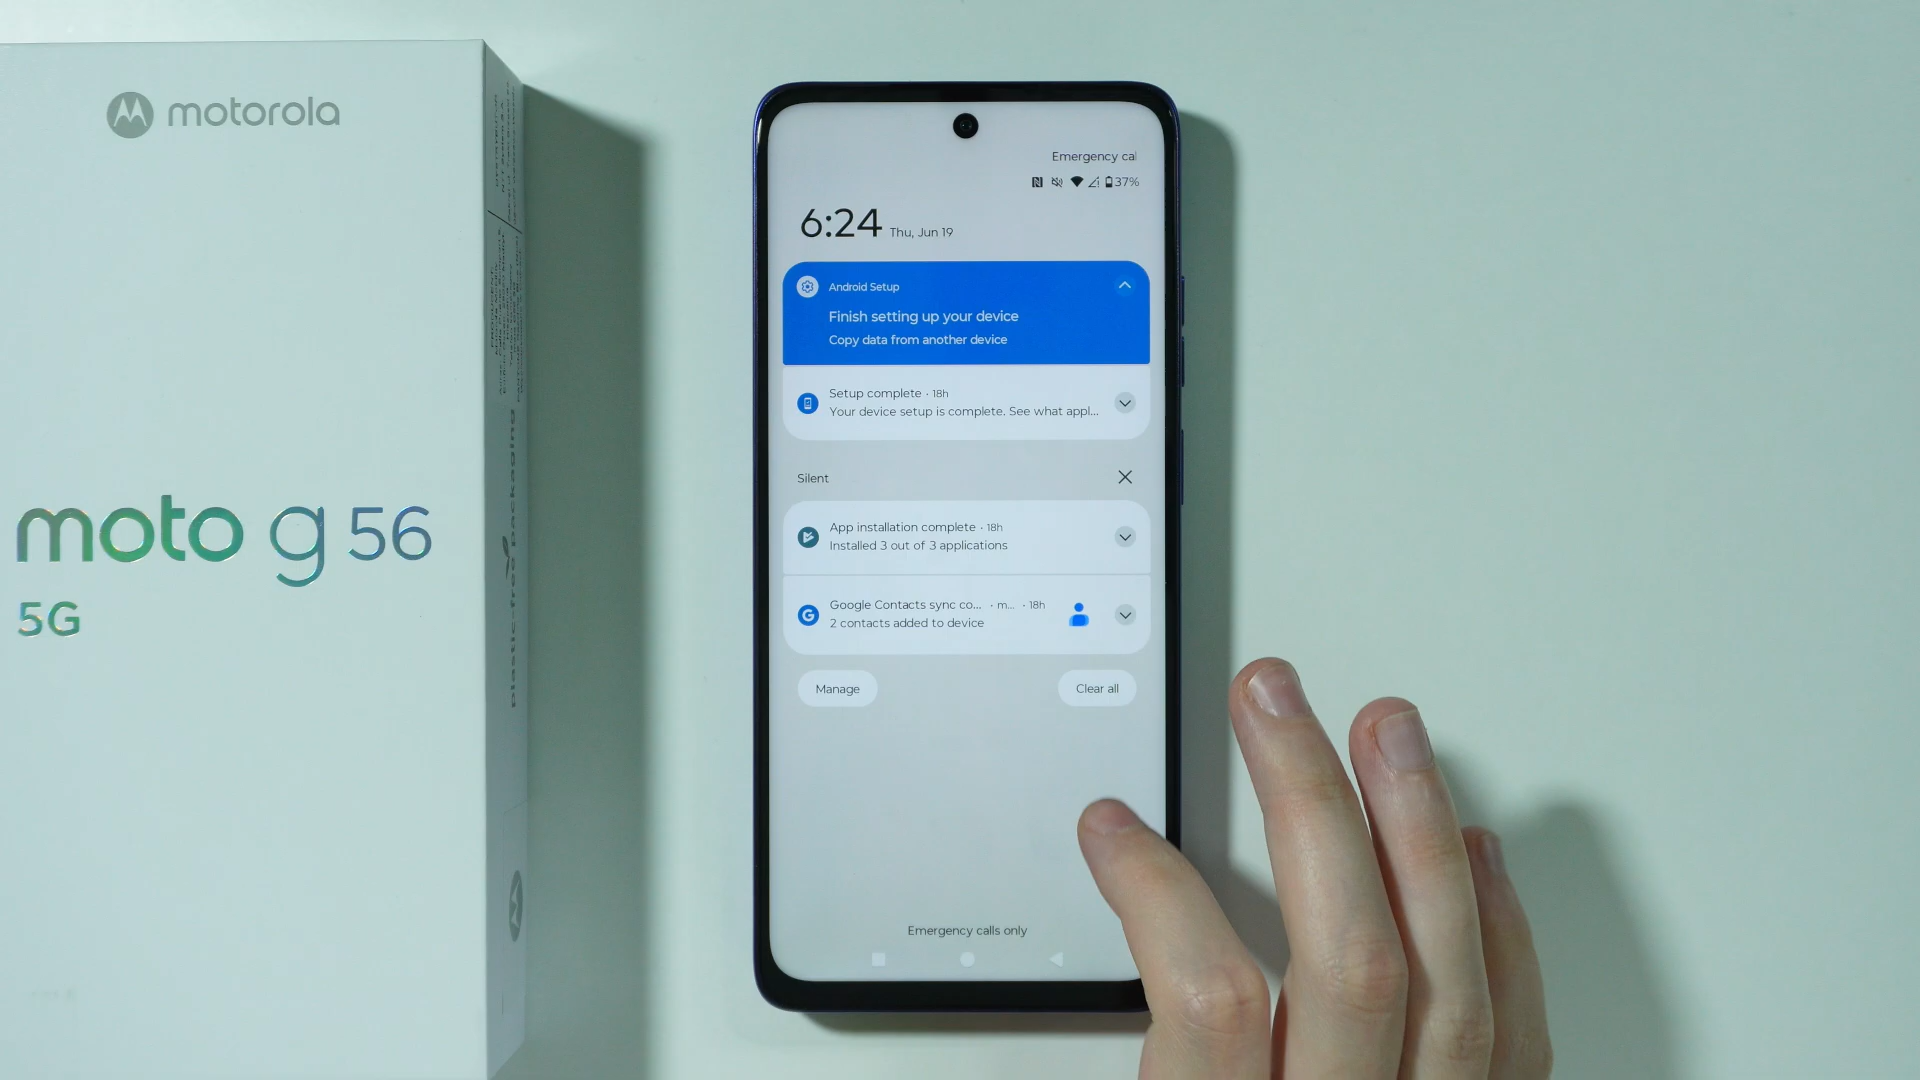 motorola
moto g 56
5G
plastic-free packaging
Emergency cal
37%
6:24 Thu, Jun 19
Android Setup
Finish setting up your device
Copy data from another device
Setup complete · 18h
Your device setup is complete. See what appl...
Silent
App installation complete · 18h
Installed 3 out of 3 applications
Google Contacts sync co... · m... · 18h
2 contacts added to device
Manage
Clear all
Emergency calls only